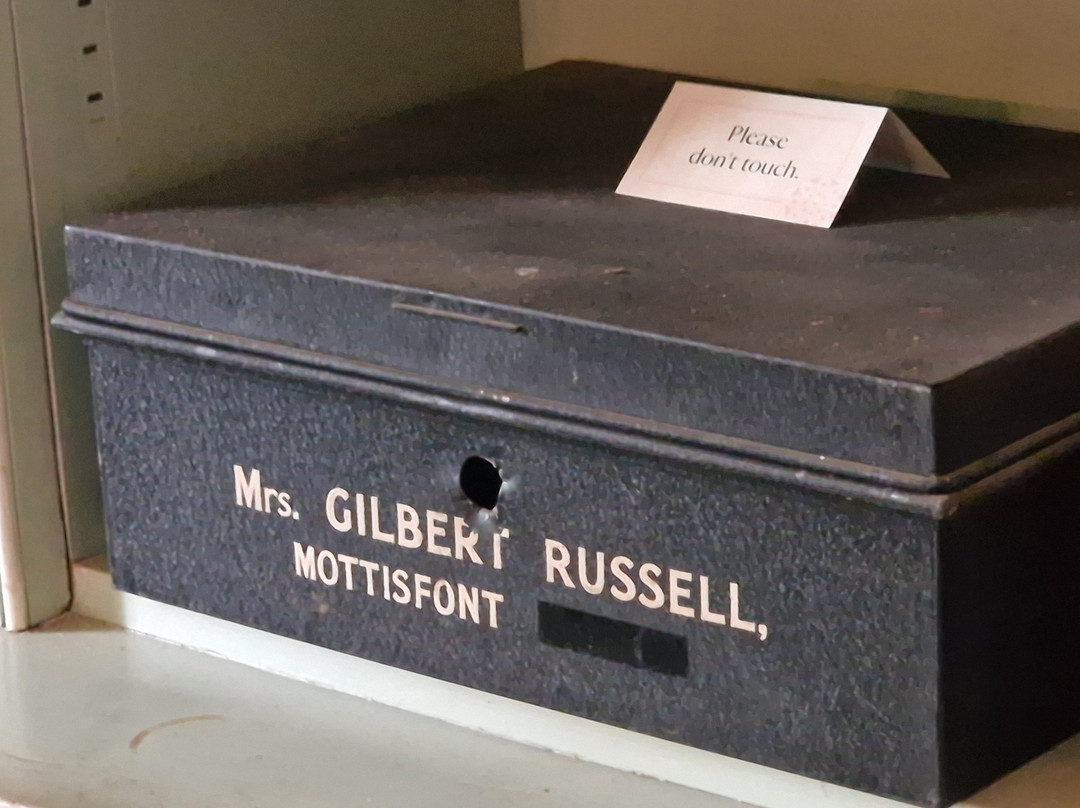 Please
don't touch.
Mrs. GILBERT RUSSELL,
MOTTISFONT